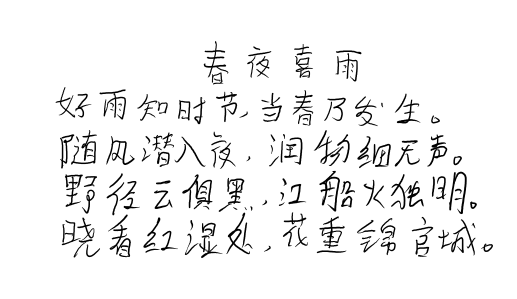 春夜喜雨
好雨知时节,当春乃发生。
随风潜入夜,润物细无声。
野径云俱黑,江船火独明。
晓看红湿处,花重锦官城。